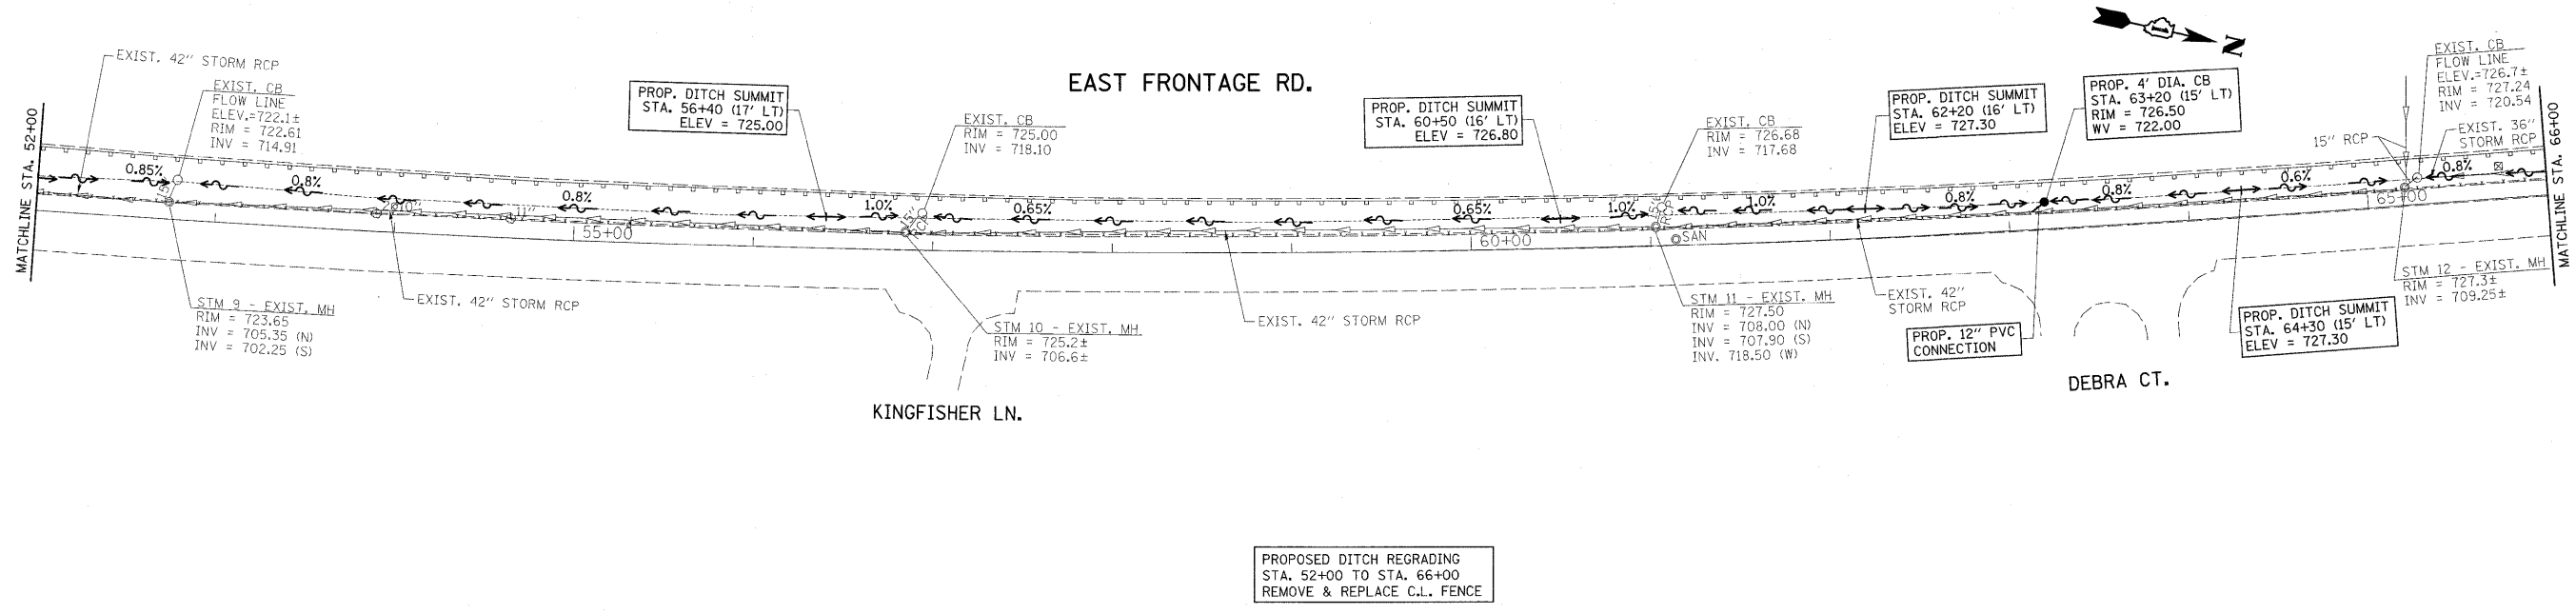 MATCHLINE STA. 52+00
EXIST. 42" STORM RCP
EXIST. CB
FLOW LINE
ELEV.=722.1±
RIM = 722.61
INV = 714.91
PROP. DITCH SUMMIT
STA. 56+40 (17' LT)
ELEV = 725.00
EXIST. CB
RIM = 725.00
INV = 718.10
EAST FRONTAGE RD.
PROP. DITCH SUMMIT
STA. 60+50 (16' LT)
ELEV = 726.80
EXIST. CB
RIM = 726.68
INV = 717.68
PROP. DITCH SUMMIT
STA. 62+20 (16' LT)
ELEV = 727.30
PROP. 4' DIA. CB
STA. 63+20 (15' LT)
RIM = 726.50
WV = 722.00
N
EXIST. CB
FLOW LINE
ELEV.=726.7±
RIM = 727.24
INV = 720.54
15" RCP
EXIST. 36"
STORM RCP
MATCHLINE STA. 66+00
0.85%
0.8%
0.8%
1.0%
0.65%
0.65%
1.0%
1.0%
0.8%
0.8%
0.6%
0.8%
11"
55+00
60+00
65+00
SAN
STM 9 - EXIST. MH
RIM = 723.65
INV = 705.35 (N)
INV = 702.25 (S)
EXIST. 42" STORM RCP
STM 10 - EXIST. MH
RIM = 725.2±
INV = 706.6±
EXIST. 42" STORM RCP
STM 11 - EXIST. MH
RIM = 727.50
INV = 708.00 (N)
INV = 707.90 (S)
INV. 718.50 (W)
EXIST. 42"
STORM RCP
PROP. 12" PVC
CONNECTION
PROP. DITCH SUMMIT
STA. 64+30 (15' LT)
ELEV = 727.30
STM 12 - EXIST. MH
RIM = 727.3±
INV = 709.25±
KINGFISHER LN.
DEBRA CT.
PROPOSED DITCH REGRADING
STA. 52+00 TO STA. 66+00
REMOVE & REPLACE C.L. FENCE